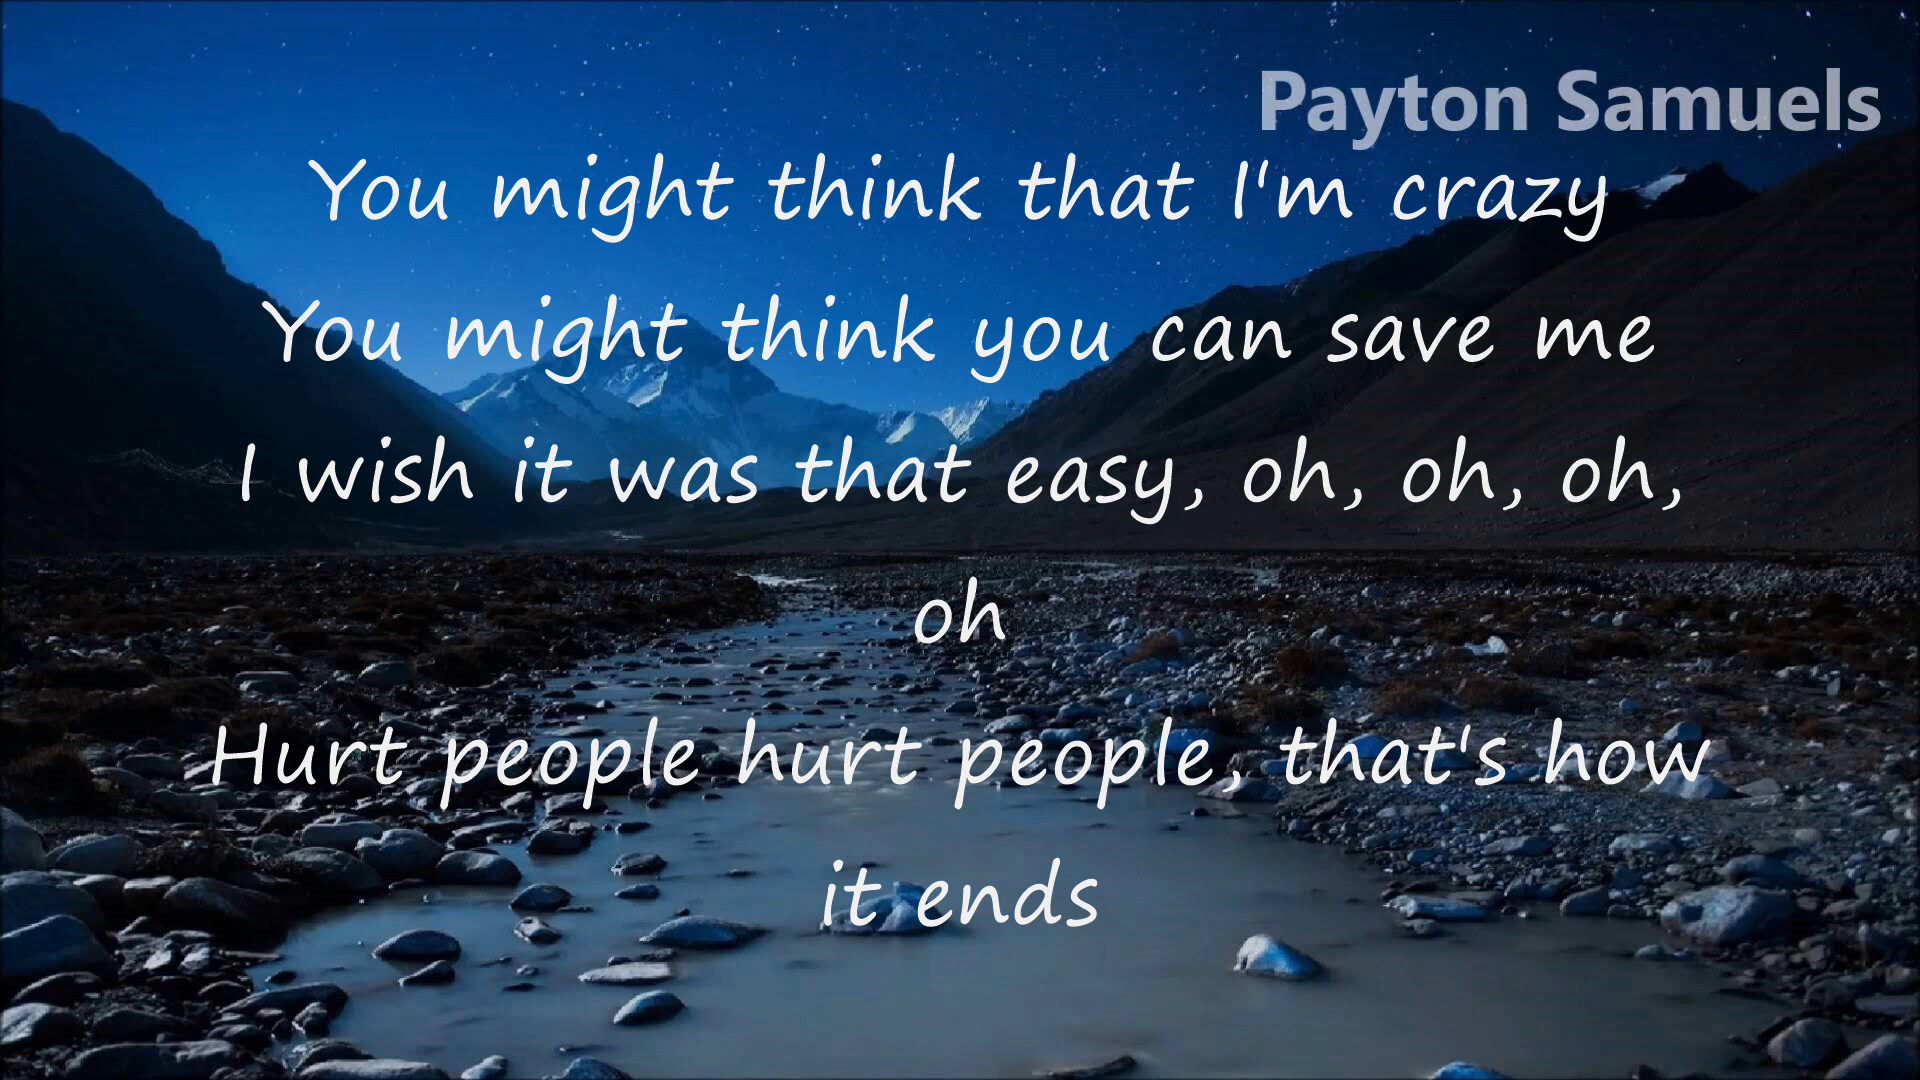 Payton Samuels
You might think that I'm crazy
You might think you can save me
I wish it was that easy, oh, oh, oh,
oh
Hurt people hurt people, that's how
it ends